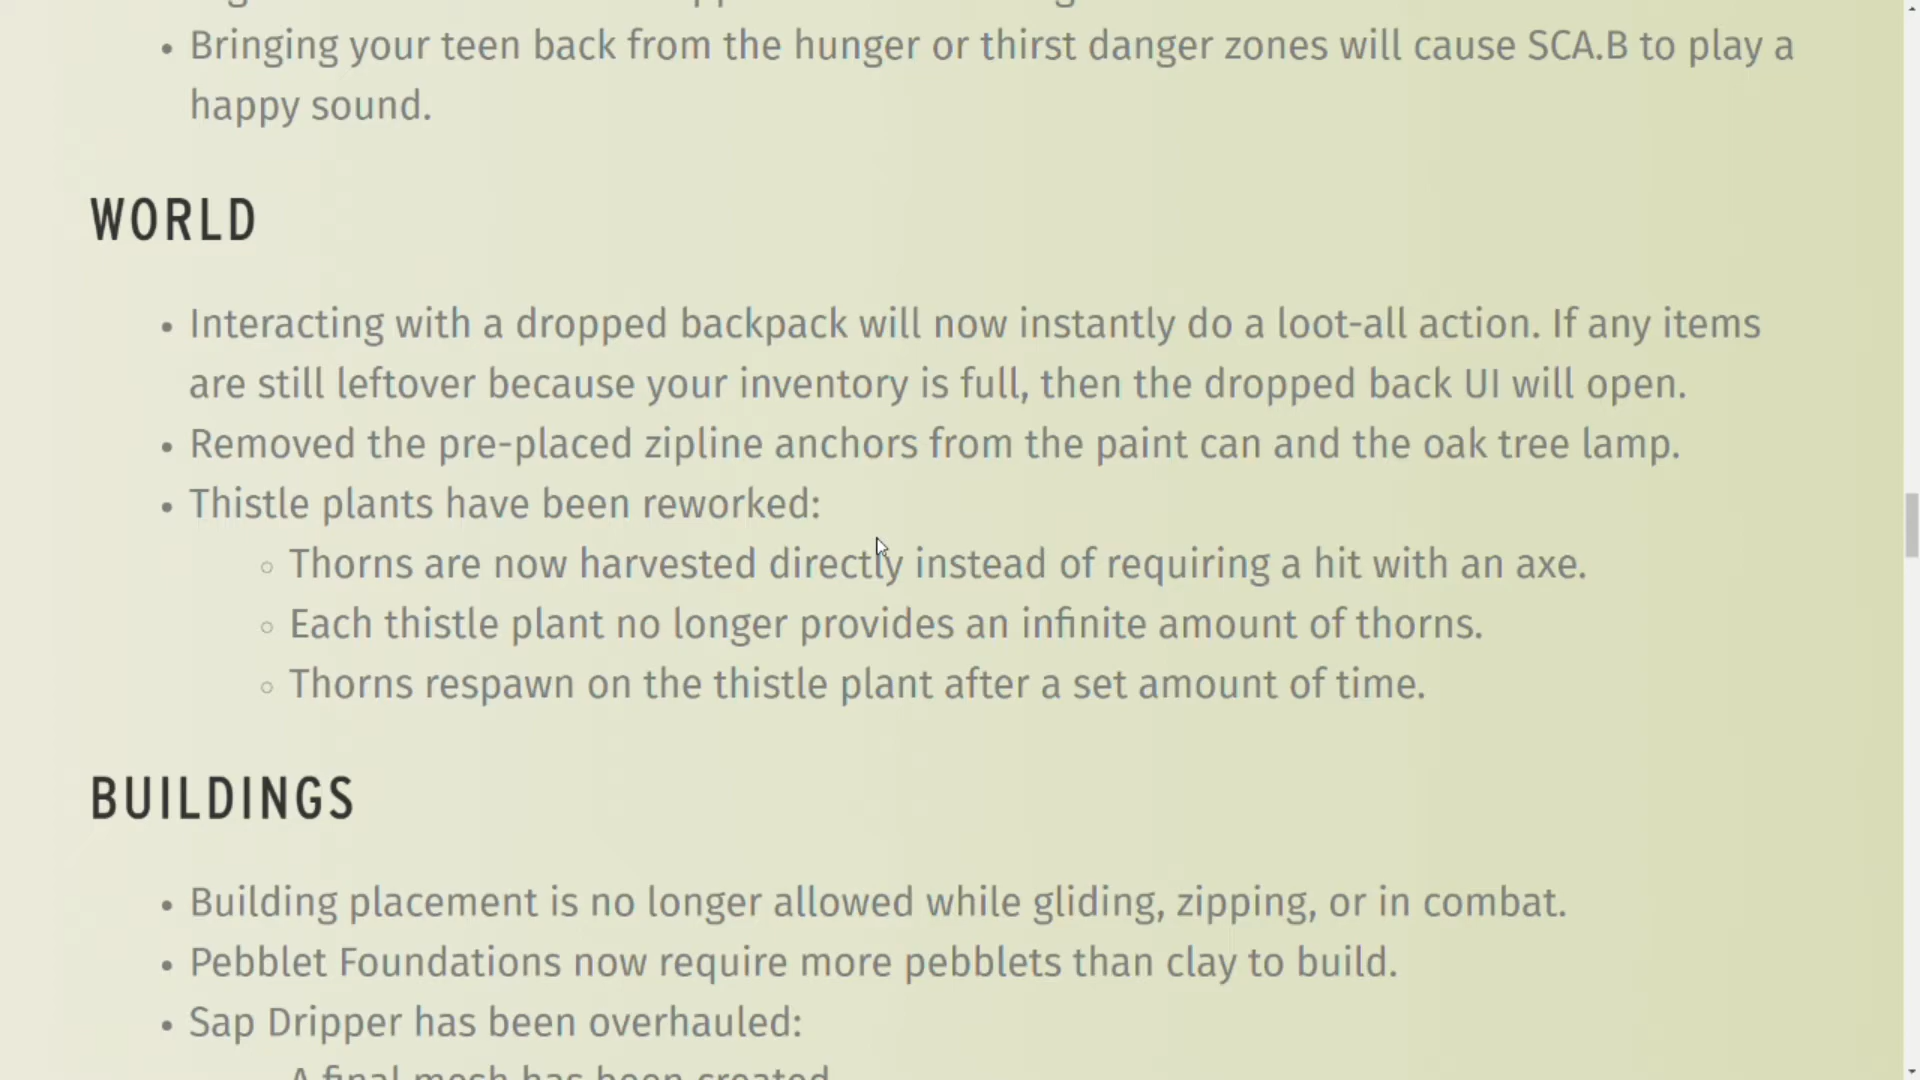 Bringing your teen back from the hunger or thirst danger zones will cause SCA.B to play a
happy sound.
WORLD
Interacting with a dropped backpack will now instantly do a loot-all action. If any items
are still leftover because your inventory is full, then the dropped back UI will open.
Removed the pre-placed zipline anchors from the paint can and the oak tree lamp.
Thistle plants have been reworked:
Thorns are now harvested directly instead of requiring a hit with an axe.
Each thistle plant no longer provides an infinite amount of thorns.
Thorns respawn on the thistle plant after a set amount of time.
BUILDINGS
Building placement is no longer allowed while gliding, zipping, or in combat.
Pebblet Foundations now require more pebblets than clay to build.
Sap Dripper has been overhauled:
A final mesh has been created